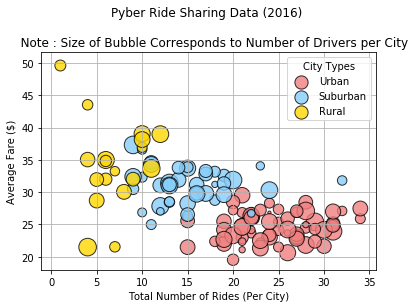 Pyber Ride Sharing Data (2016)
Note : Size of Bubble Corresponds to Number of Drivers per City
City Types
Urban
Suburban
Rural
50
45
40
35
30
25
20
Average Fare ($)
0 5 10 15 20 25 30 35
Total Number of Rides (Per City)